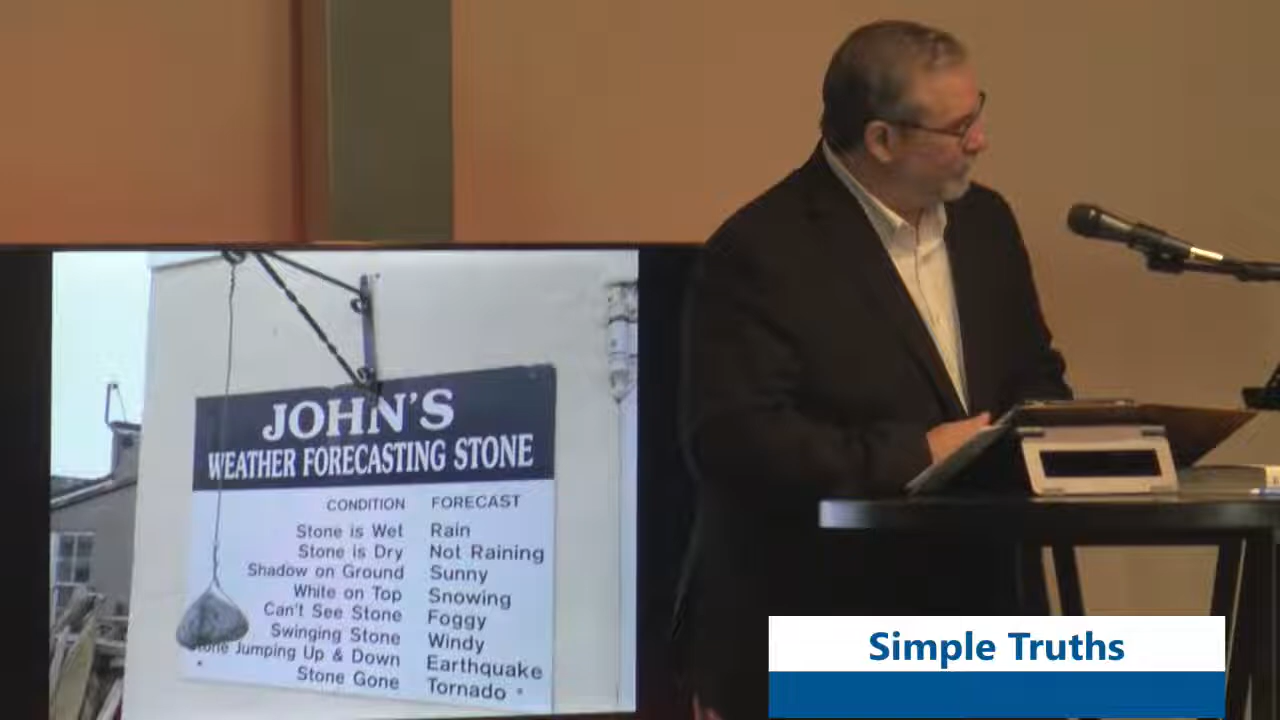 JOHN'S
WEATHER FORECASTING STONE
CONDITION FORECAST
Stone is Wet Rain
Stone is Dry Not Raining
Shadow on Ground Sunny
White on Top Snowing
Can't See Stone Foggy
Swinging Stone Windy
Stone Jumping Up & Down Earthquake
Stone Gone Tornado
Simple Truths